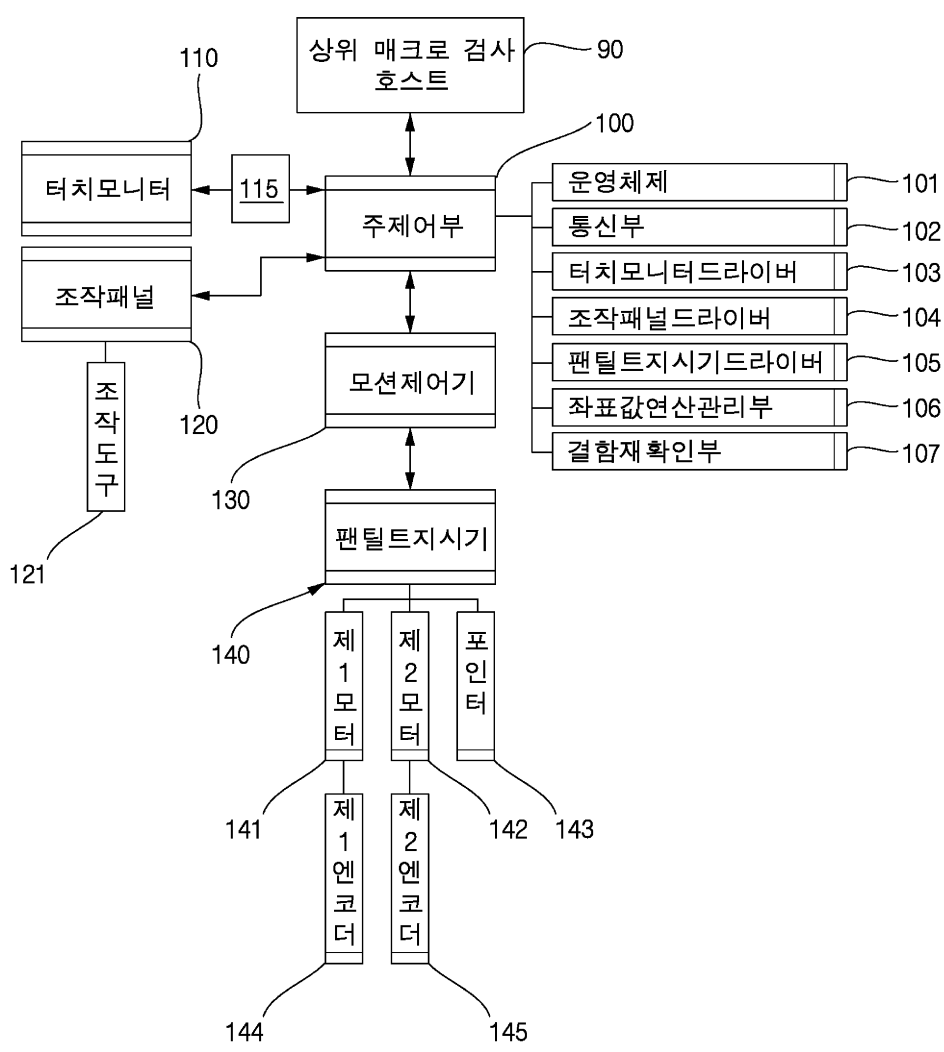 상위 매크로 검사
호스트
90
110
100
터치모니터
115
주제어부
운영체제
101
통신부
102
터치모니터드라이버
103
조작패널
조작패널드라이버
104
팬틸트지시기드라이버
105
모션제어기
좌표값연산관리부
106
120
결함재확인부
107
조작도구
130
121
팬틸트지시기
140
제1모터
제2모터
포인터
141
142
143
제1엔코더
제2엔코더
144
145